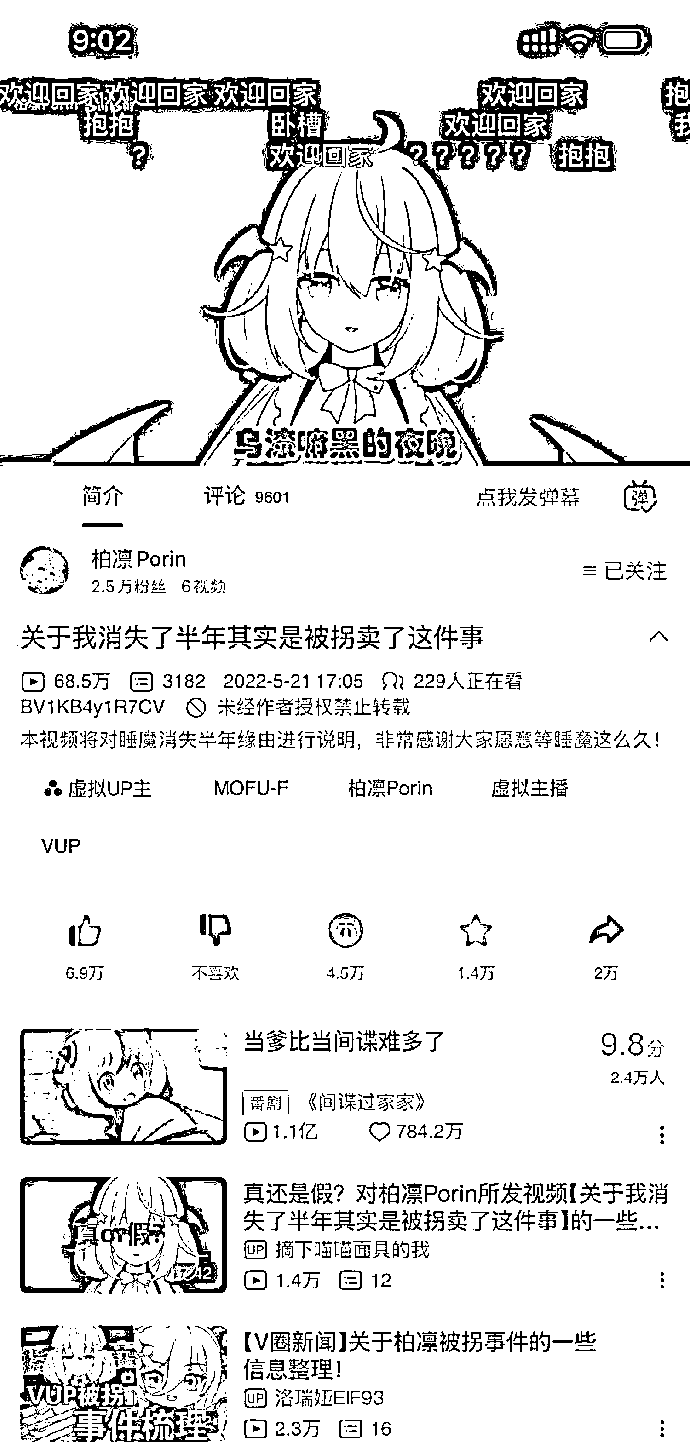 9:02
欢迎回家 欢迎回家 欢迎回家 欢迎回家 抱
抱抱 卧槽 欢迎回家 我
? 欢迎回家 ? ? ? ? ? 抱抱
乌漆嘛黑的夜晚
简介 评论 9601 点我发弹幕 弹
柏凛Porin
2.5万粉丝 6视频
已关注
关于我消失了半年其实是被拐卖了这件事
68.5万 3182 2022-5-21 17:05 229人正在看
BV1KB4y1R7CV 未经作者授权禁止转载
本视频将对睡魔消失半年缘由进行说明，非常感谢大家愿意等睡魔这么久！
虚拟UP主 MOFU-F 柏凛Porin 虚拟主播
VUP
6.9万 不喜欢 4.5万 1.4万 2万
当爹比当间谍难多了 9.8分
2.4万人
番剧 《间谍过家家》
1.1亿 784.2万
真还是假？对柏凛Porin所发视频【关于我消
失了半年其实是被拐卖了这件事】的一些...
真or假?
UP 摘下喵喵面具的我
1.4万 12
【V圈新闻】关于柏凛被拐事件的一些
信息整理！
VUP被拐
事件梳理
UP 洛瑞娅ElF93
2.3万 16